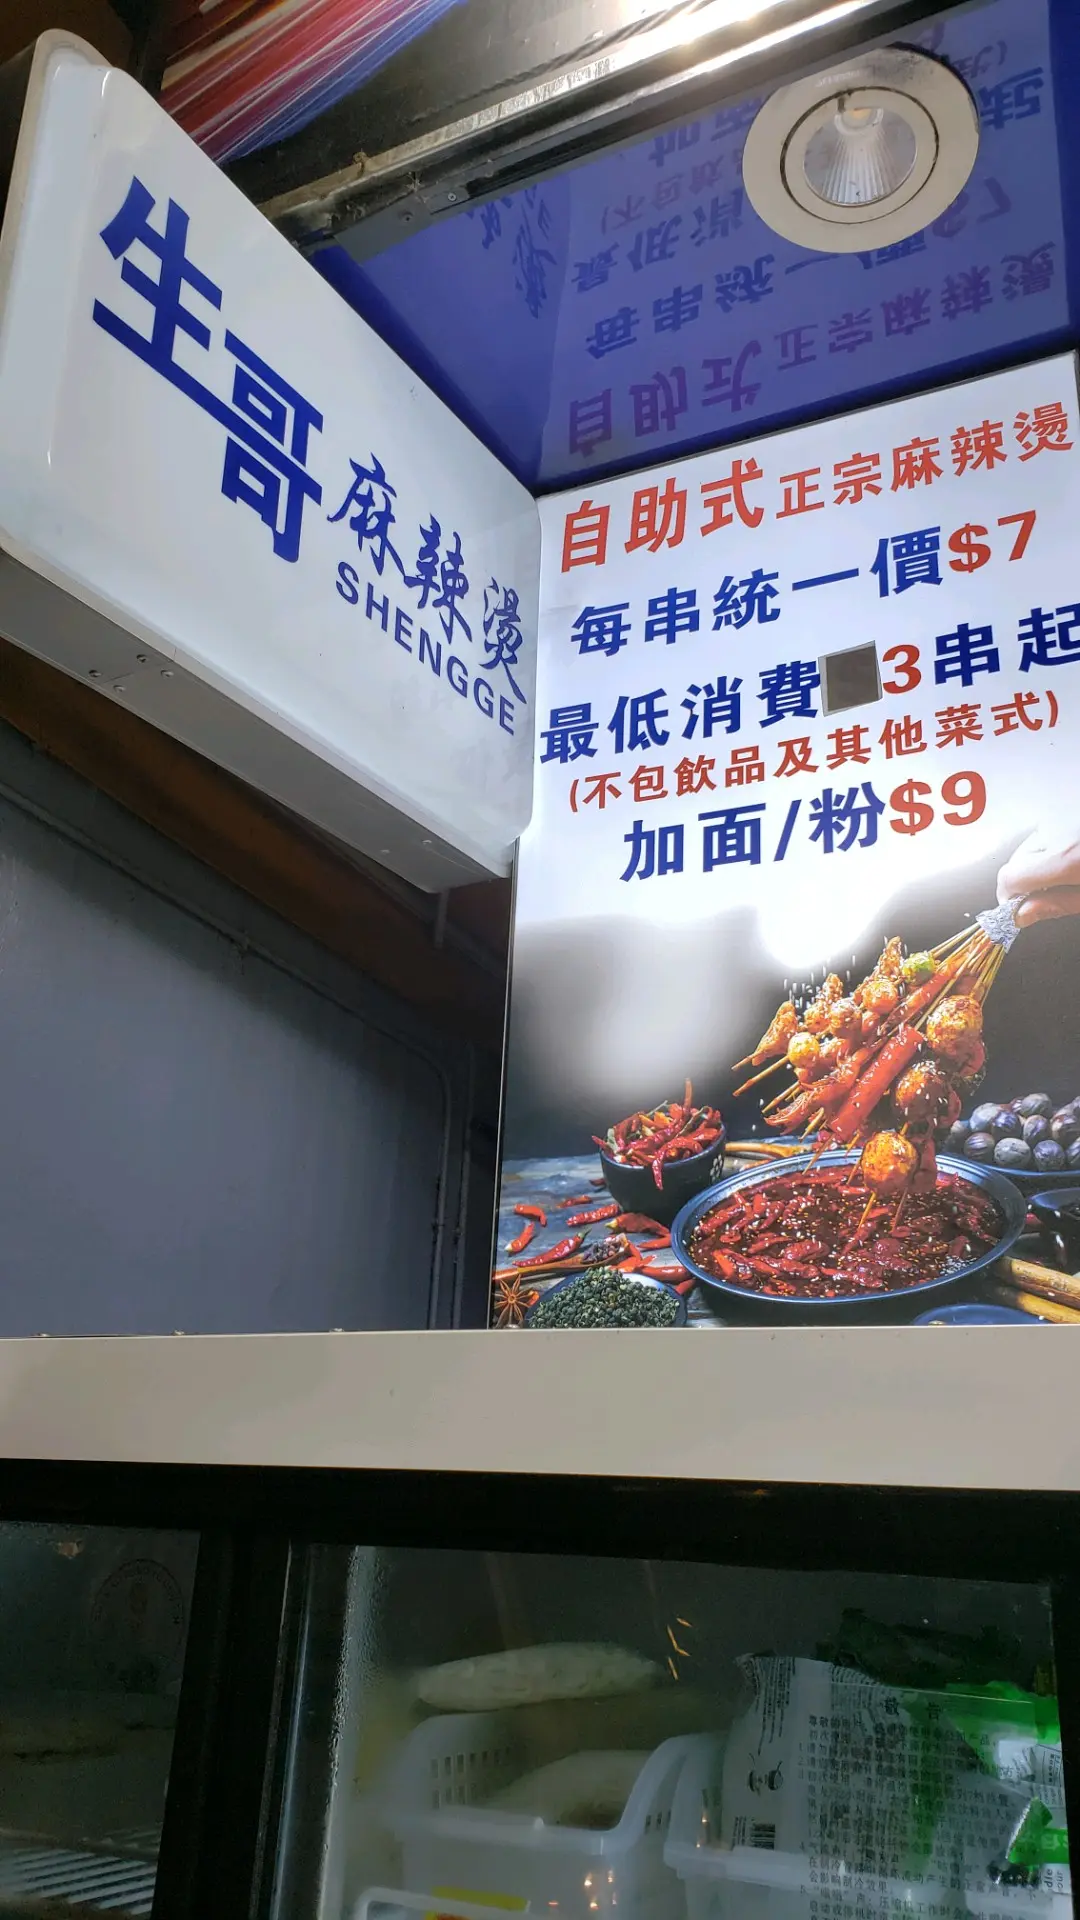 生哥
麻辣燙
SHENGGE
自助式正宗麻辣燙
每串統一價$7
最低消費3串起
(不包飲品及其他菜式)
加面/粉$9
敬告